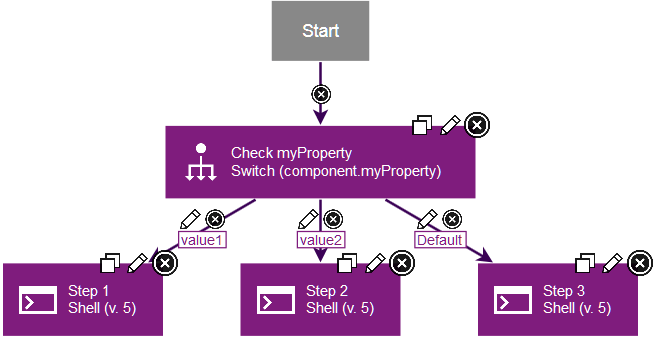 Start
Check myProperty
Switch (component.myProperty)
value1
value2
Default
Step 1
Shell (v. 5)
Step 2
Shell (v. 5)
Step 3
Shell (v. 5)